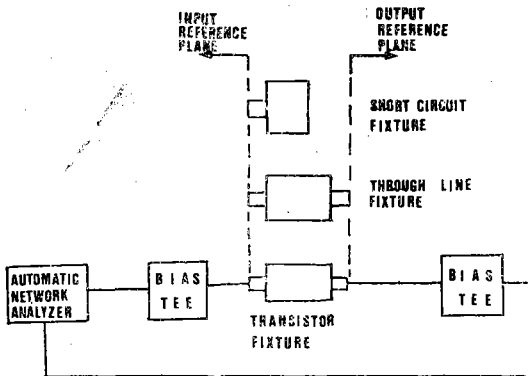 INPUT
REFERENCE
PLANE
OUTPUT
REFERENCE
PLANE
SHORT CIRCUIT
FIXTURE
THROUGH LINE
FIXTURE
AUTOMATIC
NETWORK
ANALYZER
BIAS
TEE
TRANSISTOR
FIXTURE
BIAS
TEE